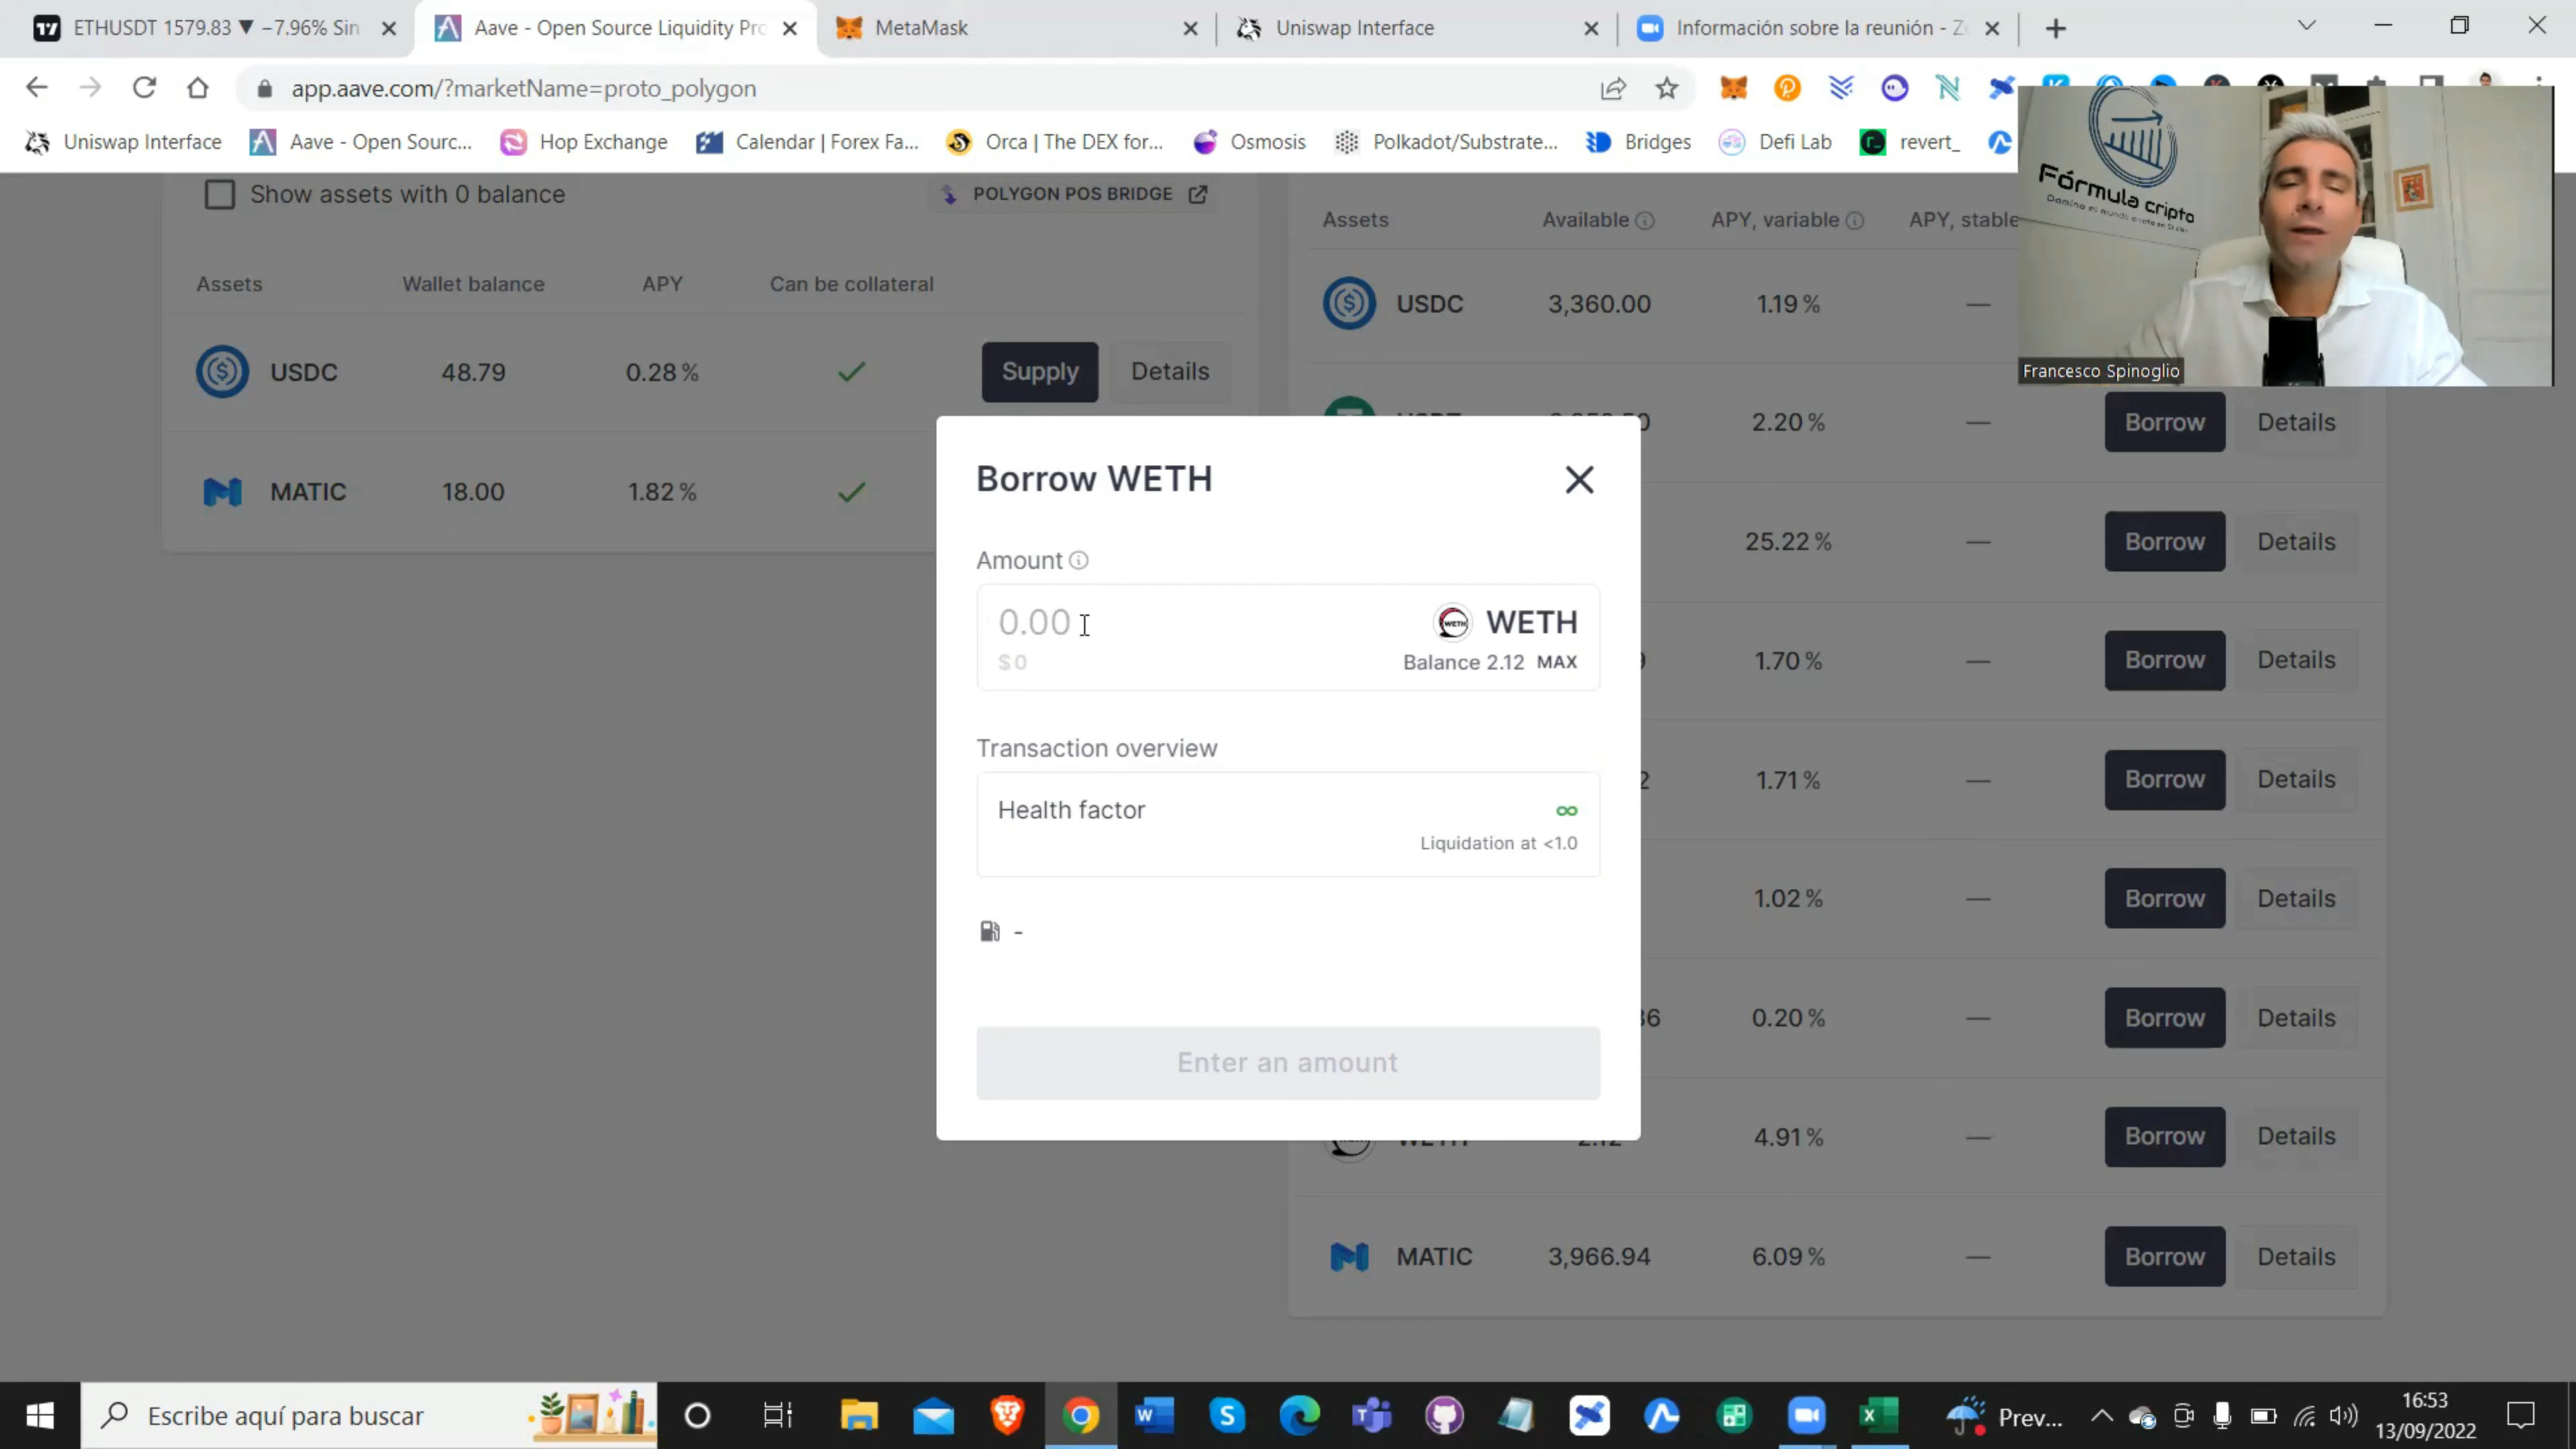 ETHUSDT 1579.83 ▼ −7.96% Sin
Aave - Open Source Liquidity Pro
MetaMask
Uniswap Interface
Información sobre la reunión - Z
app.aave.com/?marketName=proto_polygon
Uniswap Interface
Aave - Open Sourc...
Hop Exchange
Calendar | Forex Fa...
Orca | The DEX for...
Osmosis
Polkadot/Substrate...
Bridges
Defi Lab
revert_
Fórmula cripto
Francesco Spinoglio
Show assets with 0 balance
POLYGON POS BRIDGE
Assets Wallet balance APY Can be collateral
USDC 48.79 0.28 % Supply Details
MATIC 18.00 1.82 %
Assets Available APY, variable APY, stable
USDC 3,360.00 1.19 % —
2.20 % — Borrow Details
25.22 % — Borrow Details
1.70 % — Borrow Details
2 1.71 % — Borrow Details
1.02 % — Borrow Details
36 0.20 % — Borrow Details
4.91 % — Borrow Details
MATIC 3,966.94 6.09 % — Borrow Details
Borrow WETH
Amount
0.00
WETH
$ 0
Balance 2.12 MAX
Transaction overview
Health factor ∞
Liquidation at <1.0
-
Enter an amount
Escribe aquí para buscar
Prev...
16:53
13/09/2022